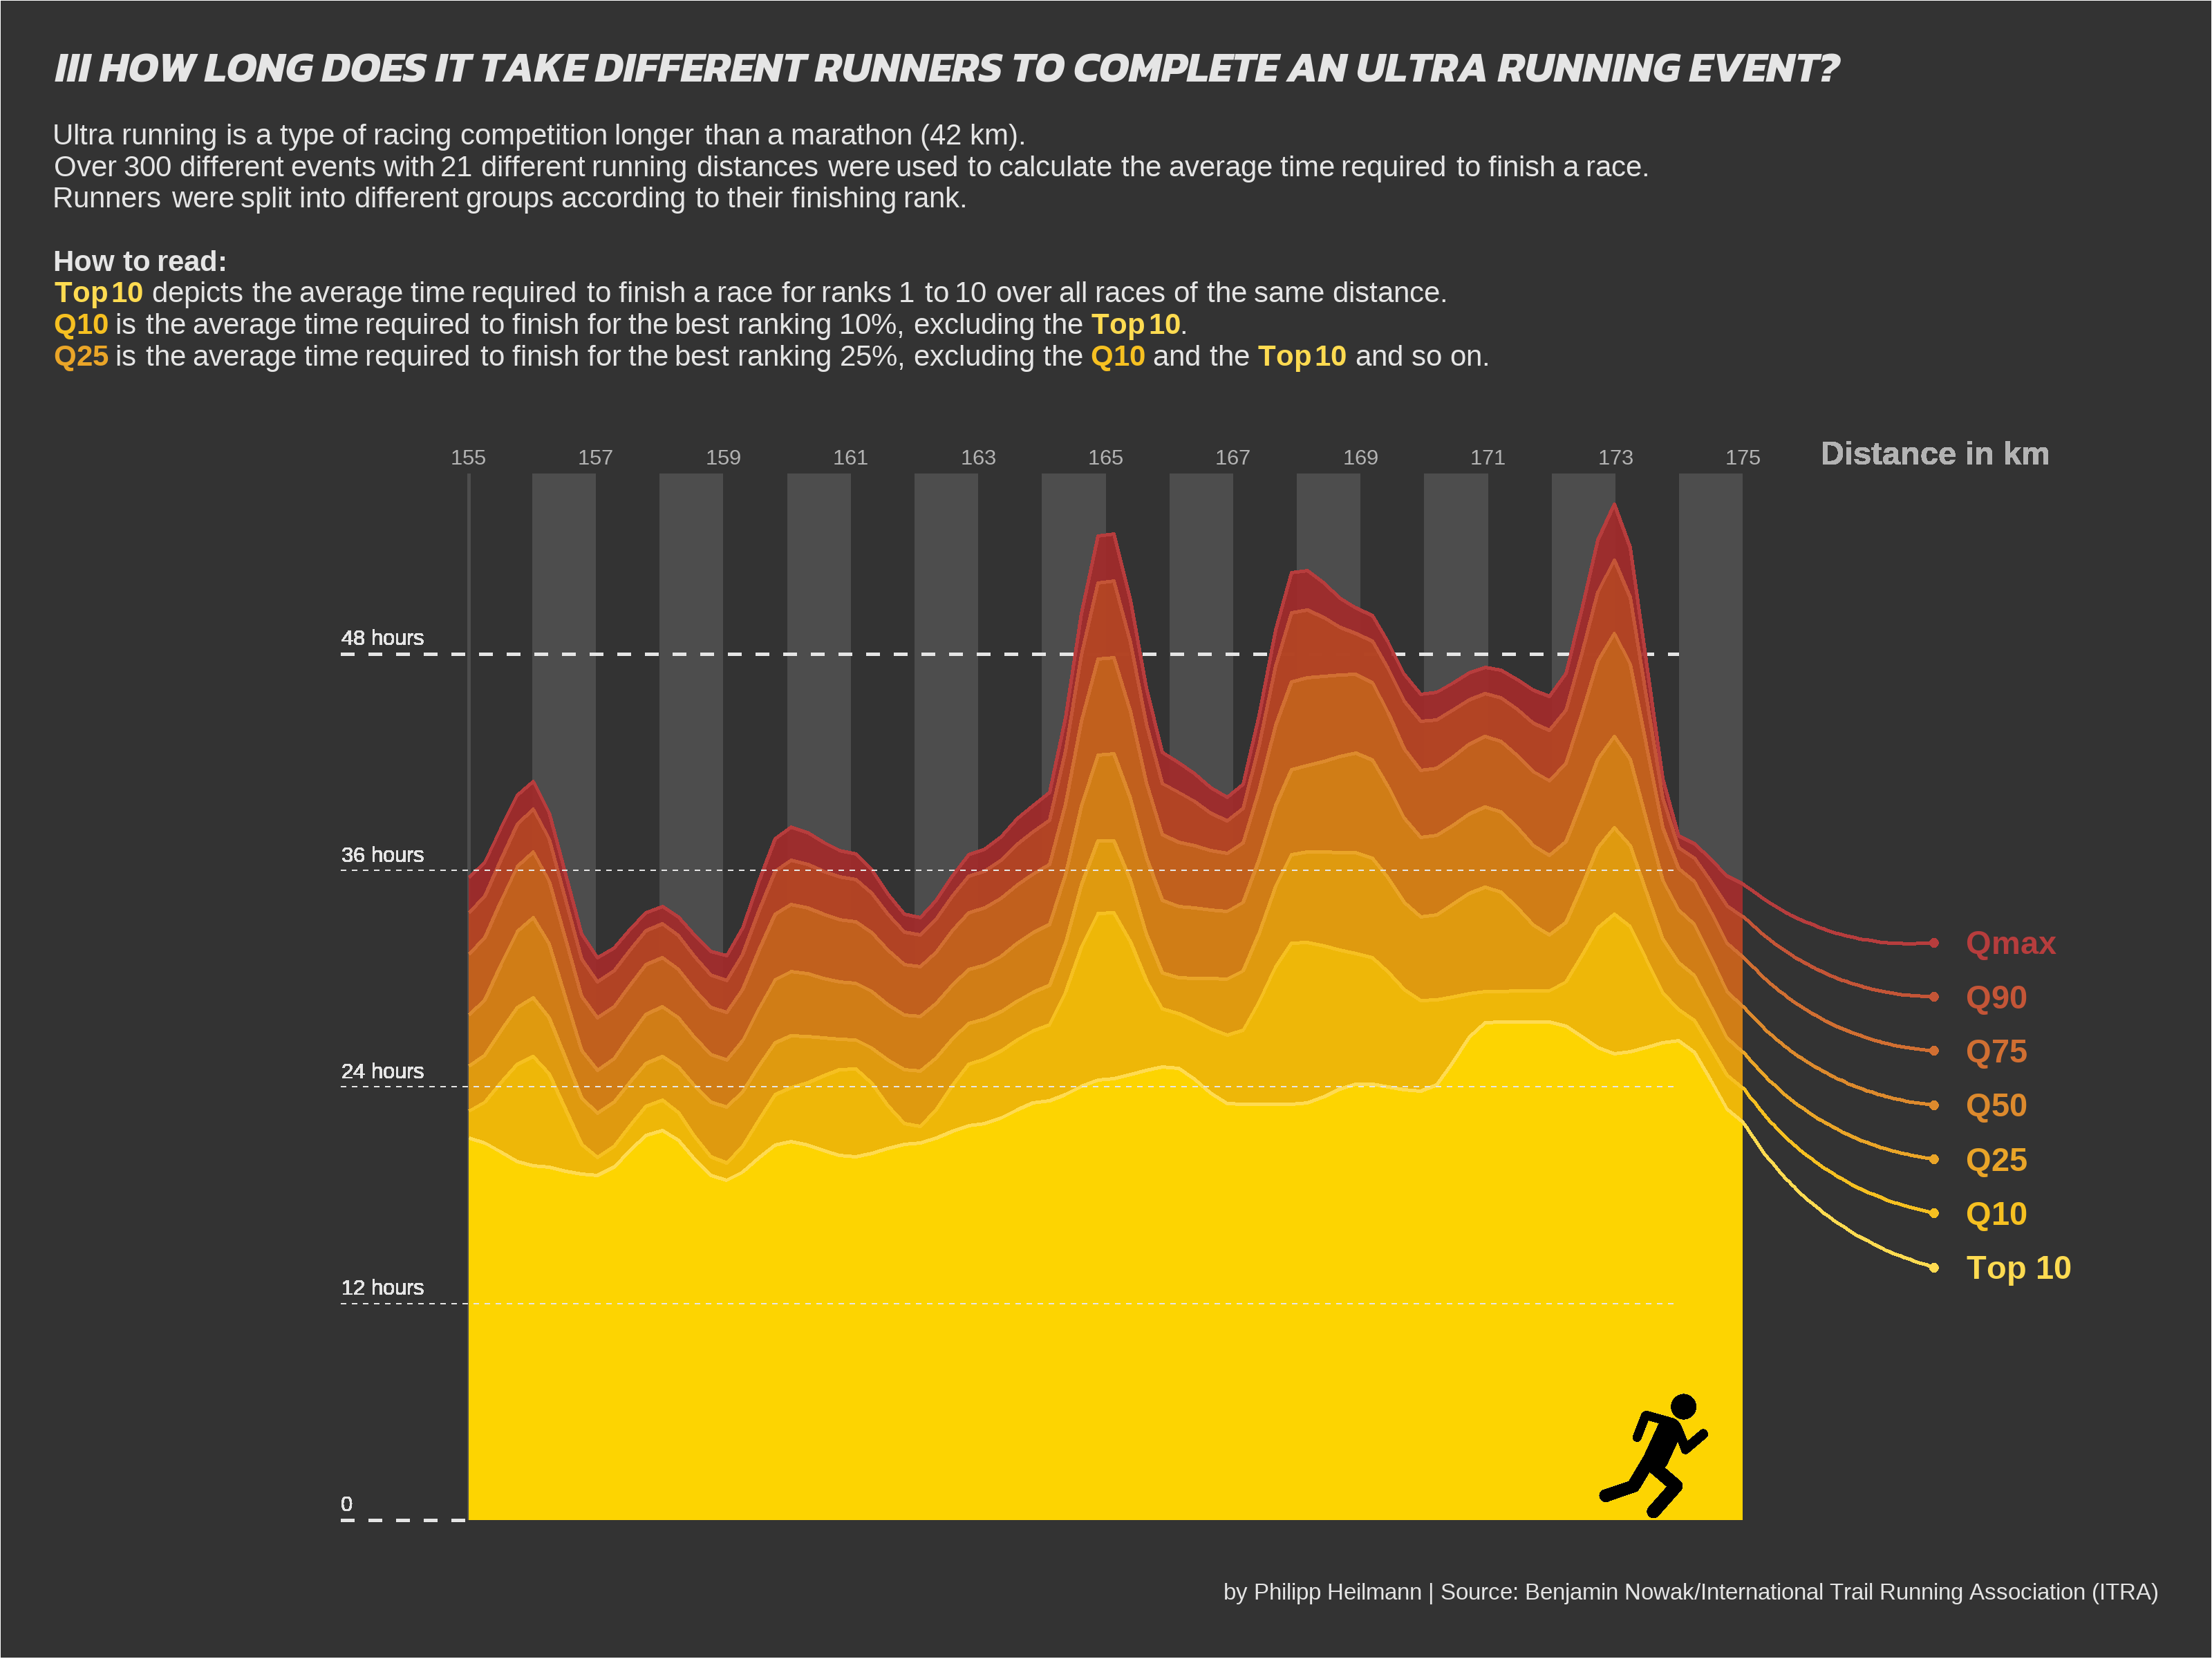 III HOW LONG DOES IT TAKE DIFFERENT RUNNERS TO COMPLETE AN ULTRA RUNNING EVENT?
Ultra running is a type of racing competition longer than a marathon (42 km).
Over 300 different events with 21 different running distances were used to calculate the average time required to finish a race.
Runners were split into different groups according to their finishing rank.
How to read:
Top 10 depicts the average time required to finish a race for ranks 1 to 10 over all races of the same distance.
Q10 is the average time required to finish for the best ranking 10%, excluding the Top 10.
Q25 is the average time required to finish for the best ranking 25%, excluding the Q10 and the Top 10 and so on.
155 157 159 161 163 165 167 169 171 173 175 Distance in km
48 hours
36 hours
24 hours
12 hours
0
Qmax
Q90
Q75
Q50
Q25
Q10
Top 10
by Philipp Heilmann | Source: Benjamin Nowak/International Trail Running Association (ITRA)